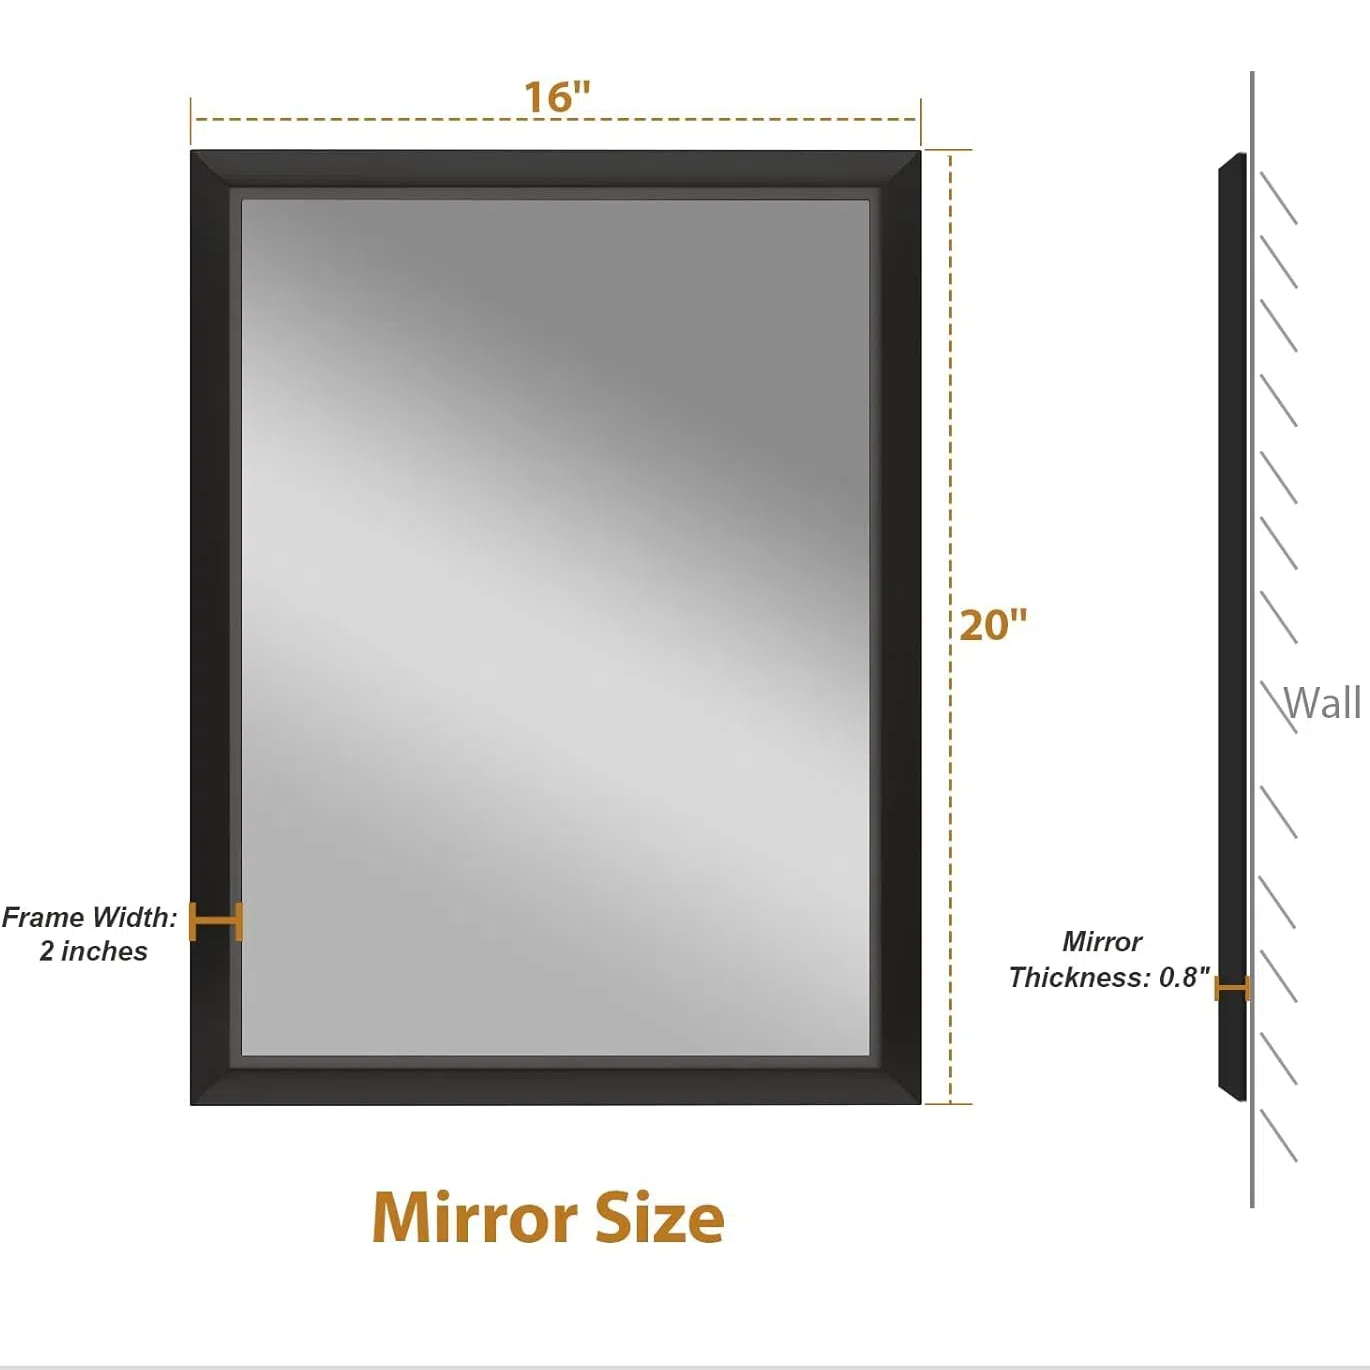 16"
20"
Wall
Frame Width:
2 inches
Mirror
Thickness: 0.8"
Mirror Size